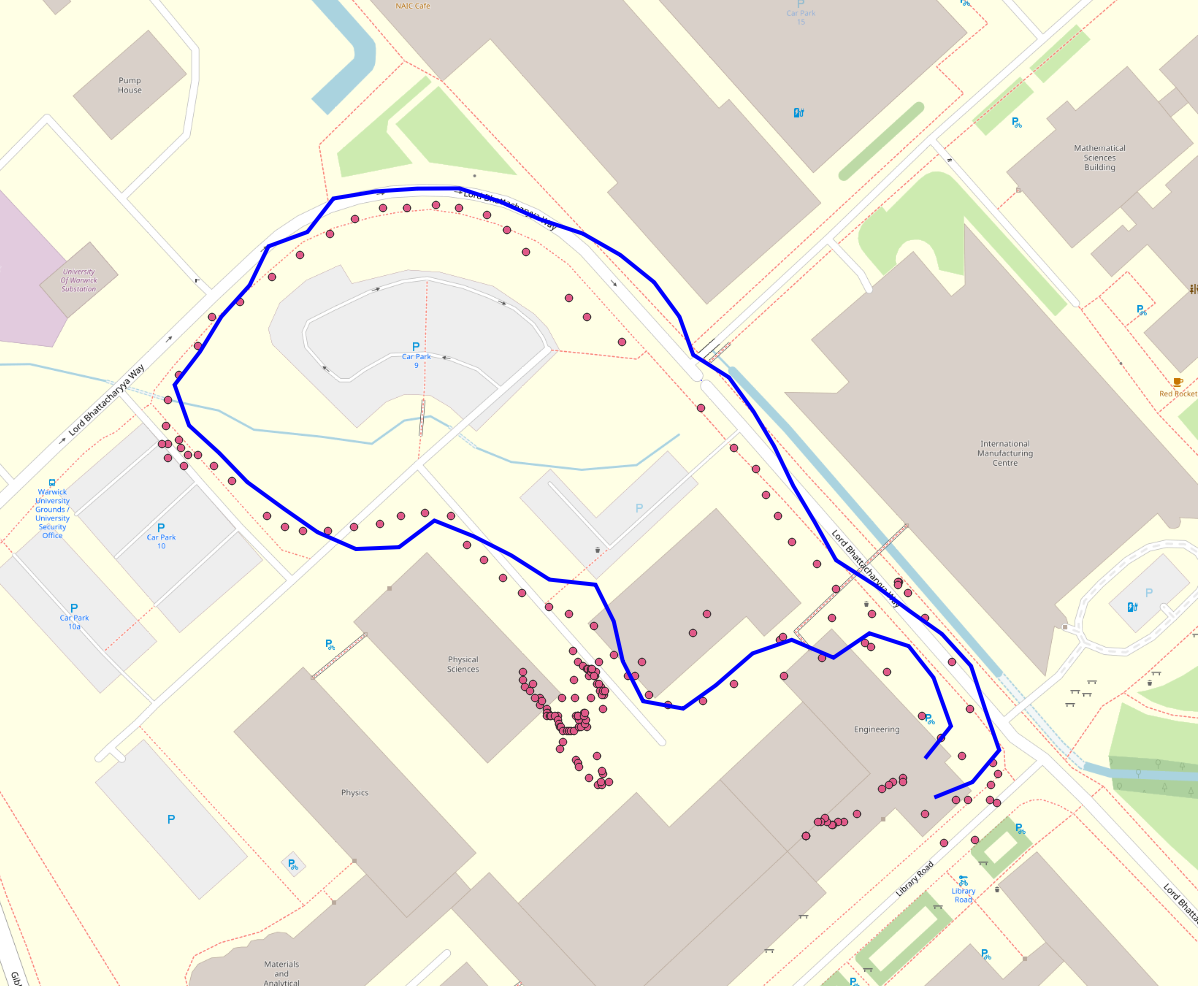 NAIC Cafe
P
Car Park
15
Pump
House
P
Mathematical
Sciences
Building
Lord Bhattacharyya Way
University
Of Warwick
Substation
P
P
Car Park
9
Red Rocket
Lord Bhattacharyya Way
International
Manufacturing
Centre
Warwick
University
Grounds /
University
Security
Office
P
P
Car Park
10
Lord Bhattacharyya Way
P
P
Car Park
10a
P
Physical
Sciences
P
Engineering
Physics
P
P
P
Library Road
Library
Road
Lord Bhatta
P
Materials
and
Analytical
Gib
P